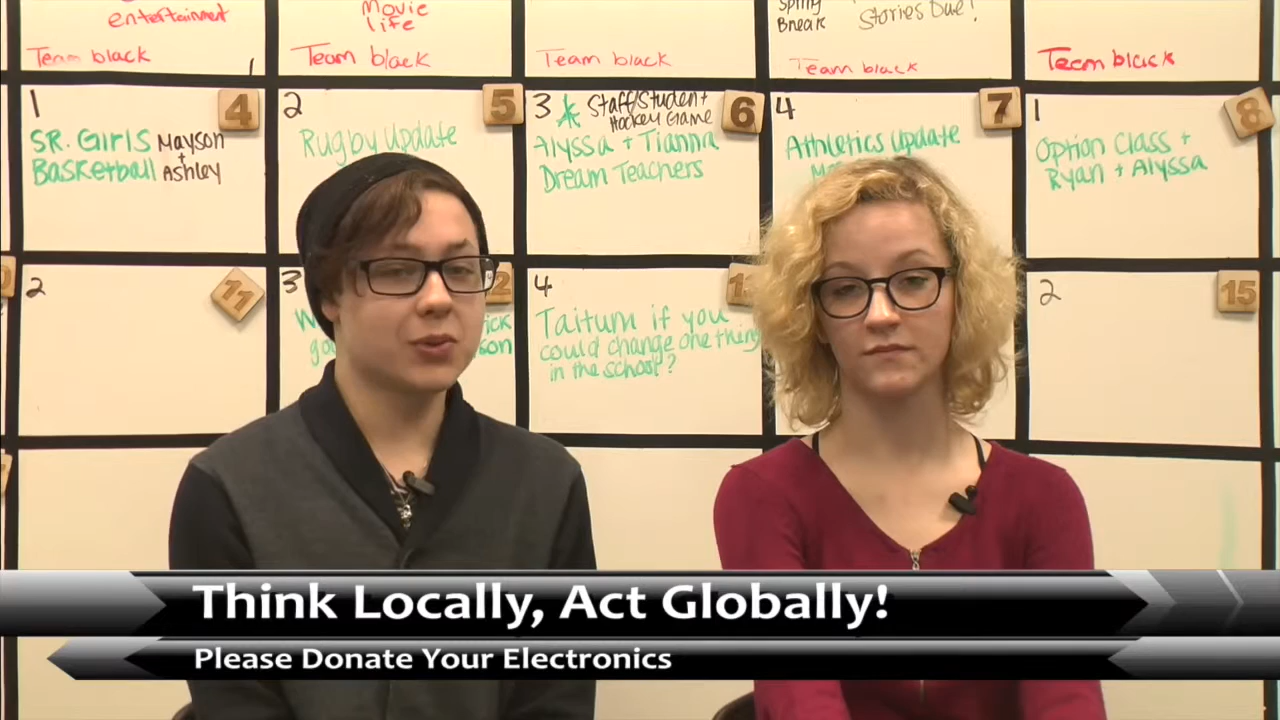 entertainment
Movie
life
Spring
Break
Stories Due!
Team black
Team black
Team black
Team black
Team black
1
1
4
SR. GIRLS
Basketball
Mayson
+
Ashley
2
5
Rugby Update
3
Staff/Student
Hockey Game
6
Alyssa + Tianna
Dream Teachers
4
7
Athletics Update
1
8
Option Class +
Ryan + Alyssa
2
11
3
4
Taitum if you
could change one thing
in the school?
2
15
Think Locally, Act Globally!
Please Donate Your Electronics